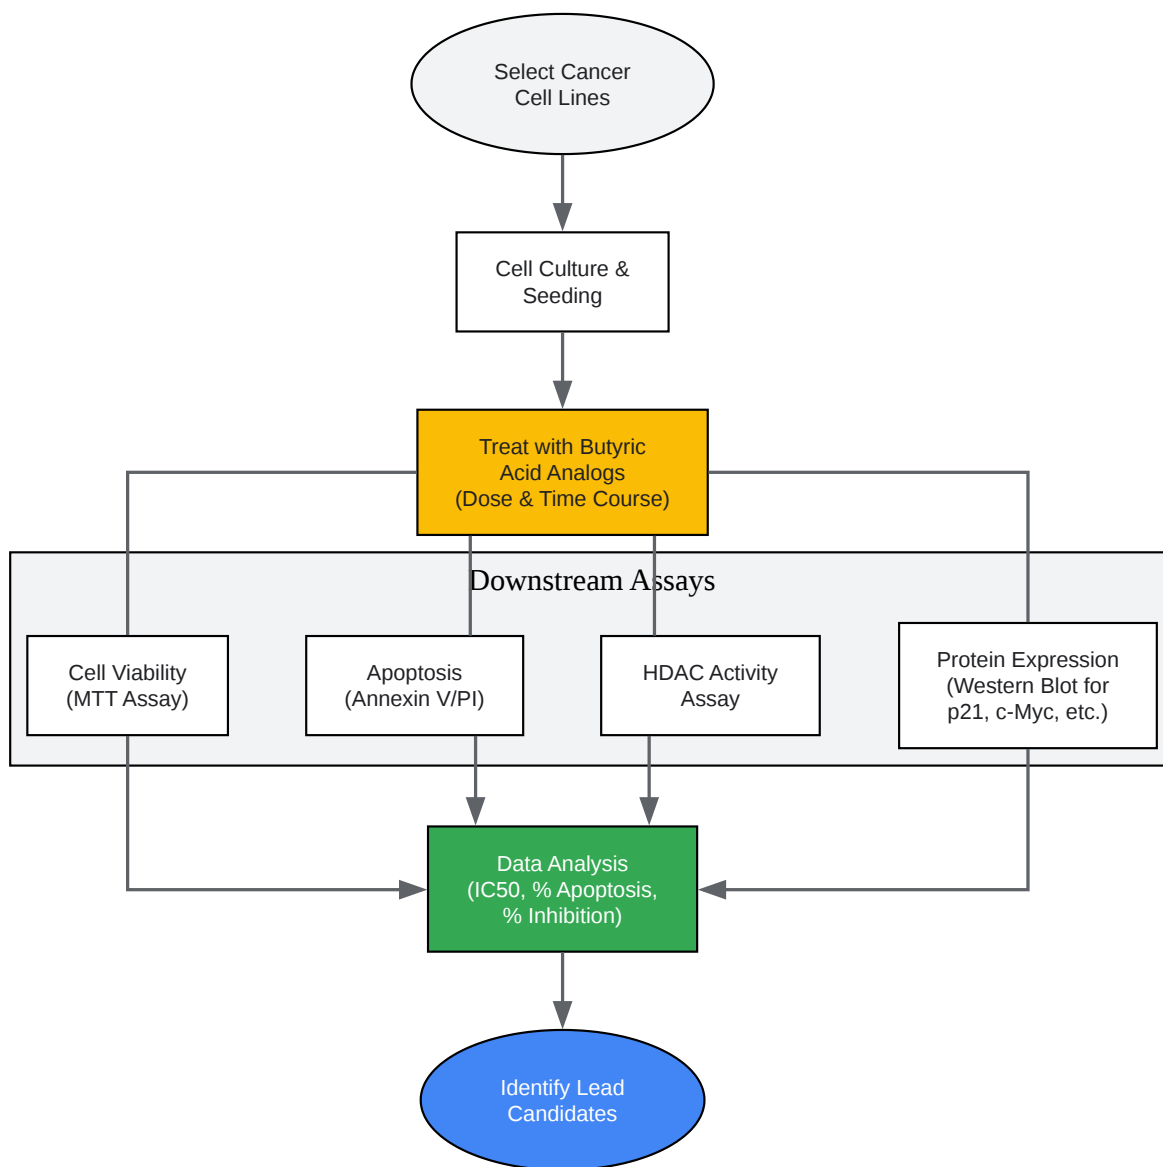 Select Cancer
Cell Lines
Cell Culture &
Seeding
Treat with Butyric
Acid Analogs
(Dose & Time Course)
Downstream Assays
Cell Viability
(MTT Assay)
Apoptosis
(Annexin V/PI)
HDAC Activity
Assay
Protein Expression
(Western Blot for
p21, c-Myc, etc.)
Data Analysis
(IC50, % Apoptosis,
% Inhibition)
Identify Lead
Candidates